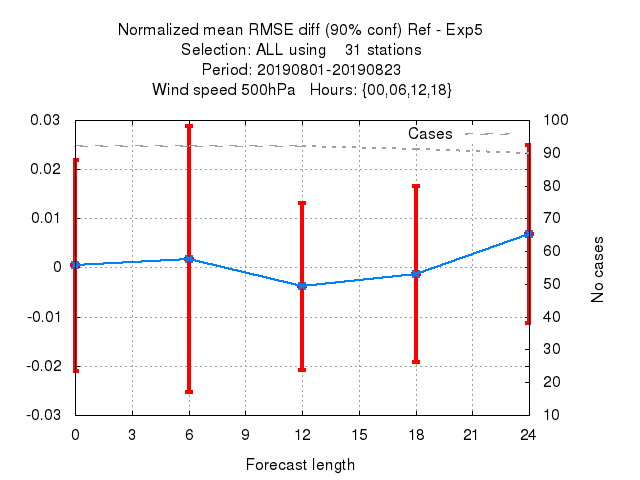 Normalized mean RMSE diff (90% conf) Ref - Exp5
Selection: ALL using    31 stations
Period: 20190801-20190823
Wind speed 500hPa   Hours: {00,06,12,18}
Cases
0.03
0.02
0.01
0
-0.01
-0.02
-0.03
100
90
80
70
60
50
40
30
20
10
No cases
0 3 6 9 12 15 18 21 24
Forecast length